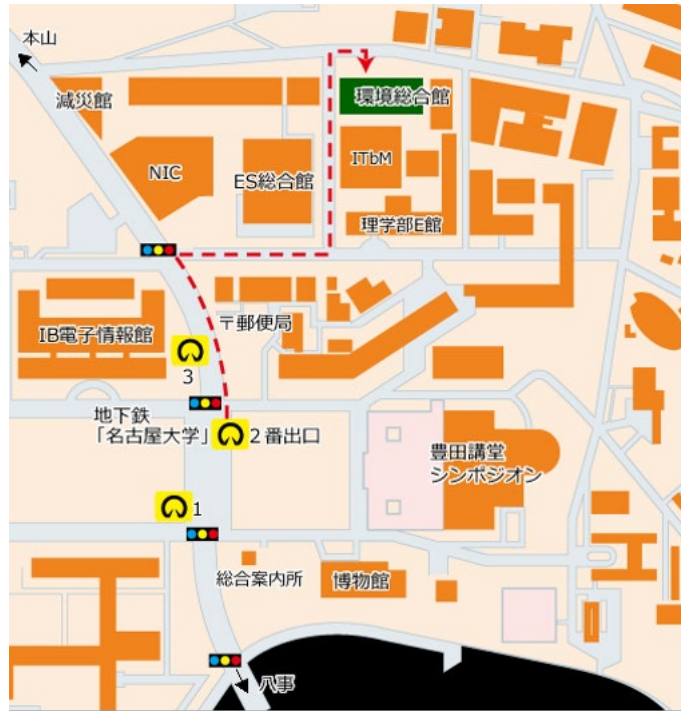 本山
減災館
環境総合館
NIC
ES総合館
ITbM
理学部E館
IB電子情報館
〒郵便局
3
地下鉄
「名古屋大学」
2番出口
豊田講堂
シンポジオン
1
総合案内所
博物館
八事